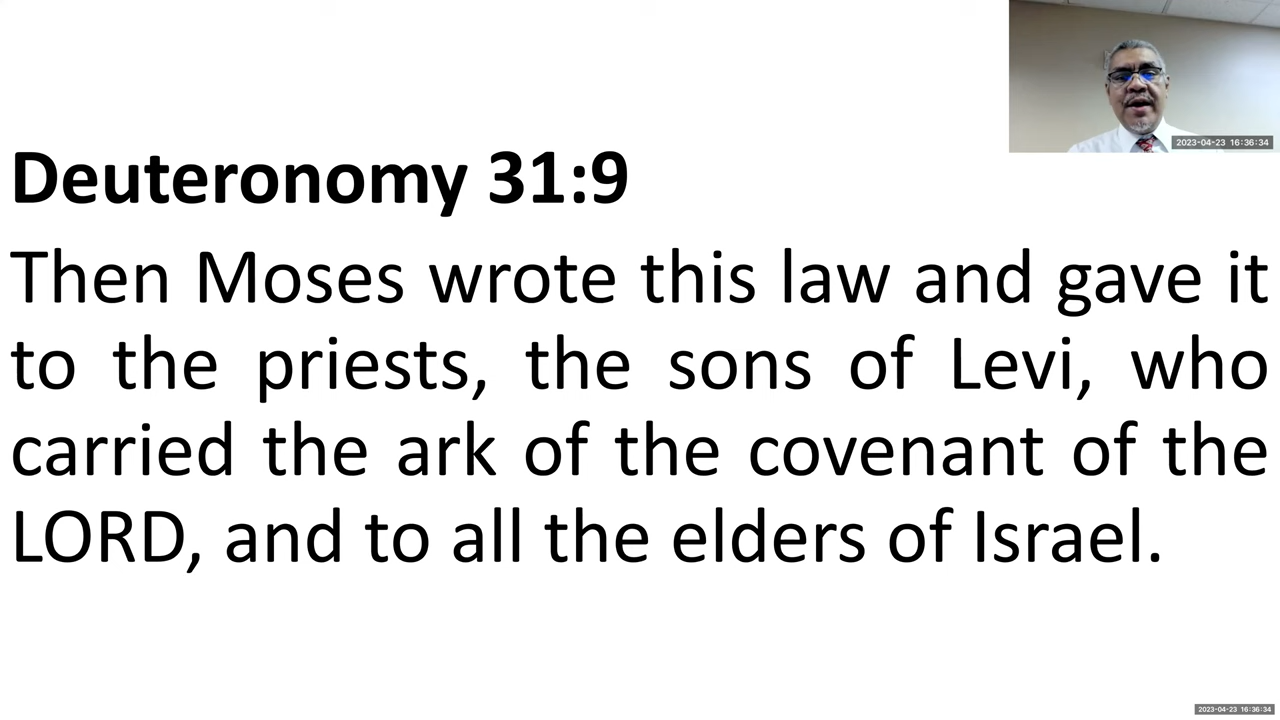 2023-04-23 16:36:34
Deuteronomy 31:9
Then Moses wrote this law and gave it
to the priests, the sons of Levi, who
carried the ark of the covenant of the
LORD, and to all the elders of Israel.
2023-04-23 16:36:34